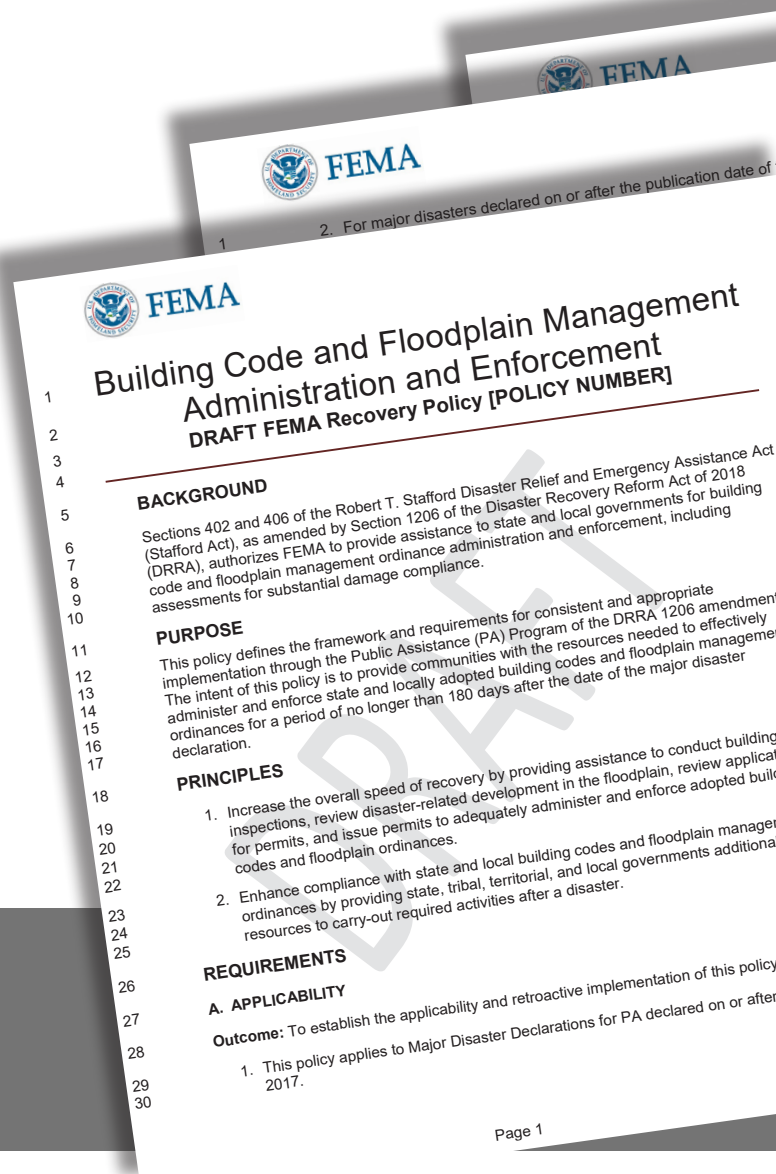 FEMA
FEMA
1 2. For major disasters declared on or after the publication date of
FEMA
1 Building Code and Floodplain Management
2 Administration and Enforcement
3 DRAFT FEMA Recovery Policy [POLICY NUMBER]
4
5 BACKGROUND
6 Sections 402 and 406 of the Robert T. Stafford Disaster Relief and Emergency Assistance Act
7 (Stafford Act), as amended by Section 1206 of the Disaster Recovery Reform Act of 2018
8 (DRRA), authorizes FEMA to provide assistance to state and local governments for building
9 code and floodplain management ordinance administration and enforcement, including
10 assessments for substantial damage compliance.
11 PURPOSE
12 This policy defines the framework and requirements for consistent and appropriate
13 implementation through the Public Assistance (PA) Program of the DRRA 1206 amendment
14 The intent of this policy is to provide communities with the resources needed to effectively
15 administer and enforce state and locally adopted building codes and floodplain manageme
16 ordinances for a period of no longer than 180 days after the date of the major disaster
17 declaration.
18 PRINCIPLES
19 1. Increase the overall speed of recovery by providing assistance to conduct building
20 inspections, review disaster-related development in the floodplain, review applicat
21 for permits, and issue permits to adequately administer and enforce adopted buil
22 codes and floodplain ordinances.
23 2. Enhance compliance with state and local building codes and floodplain manage
24 ordinances by providing state, tribal, territorial, and local governments additiona
25 resources to carry-out required activities after a disaster.
26 REQUIREMENTS
27 A. APPLICABILITY
28 Outcome: To establish the applicability and retroactive implementation of this policy
29 1. This policy applies to Major Disaster Declarations for PA declared on or after
30 2017.
Page 1
DRAFT